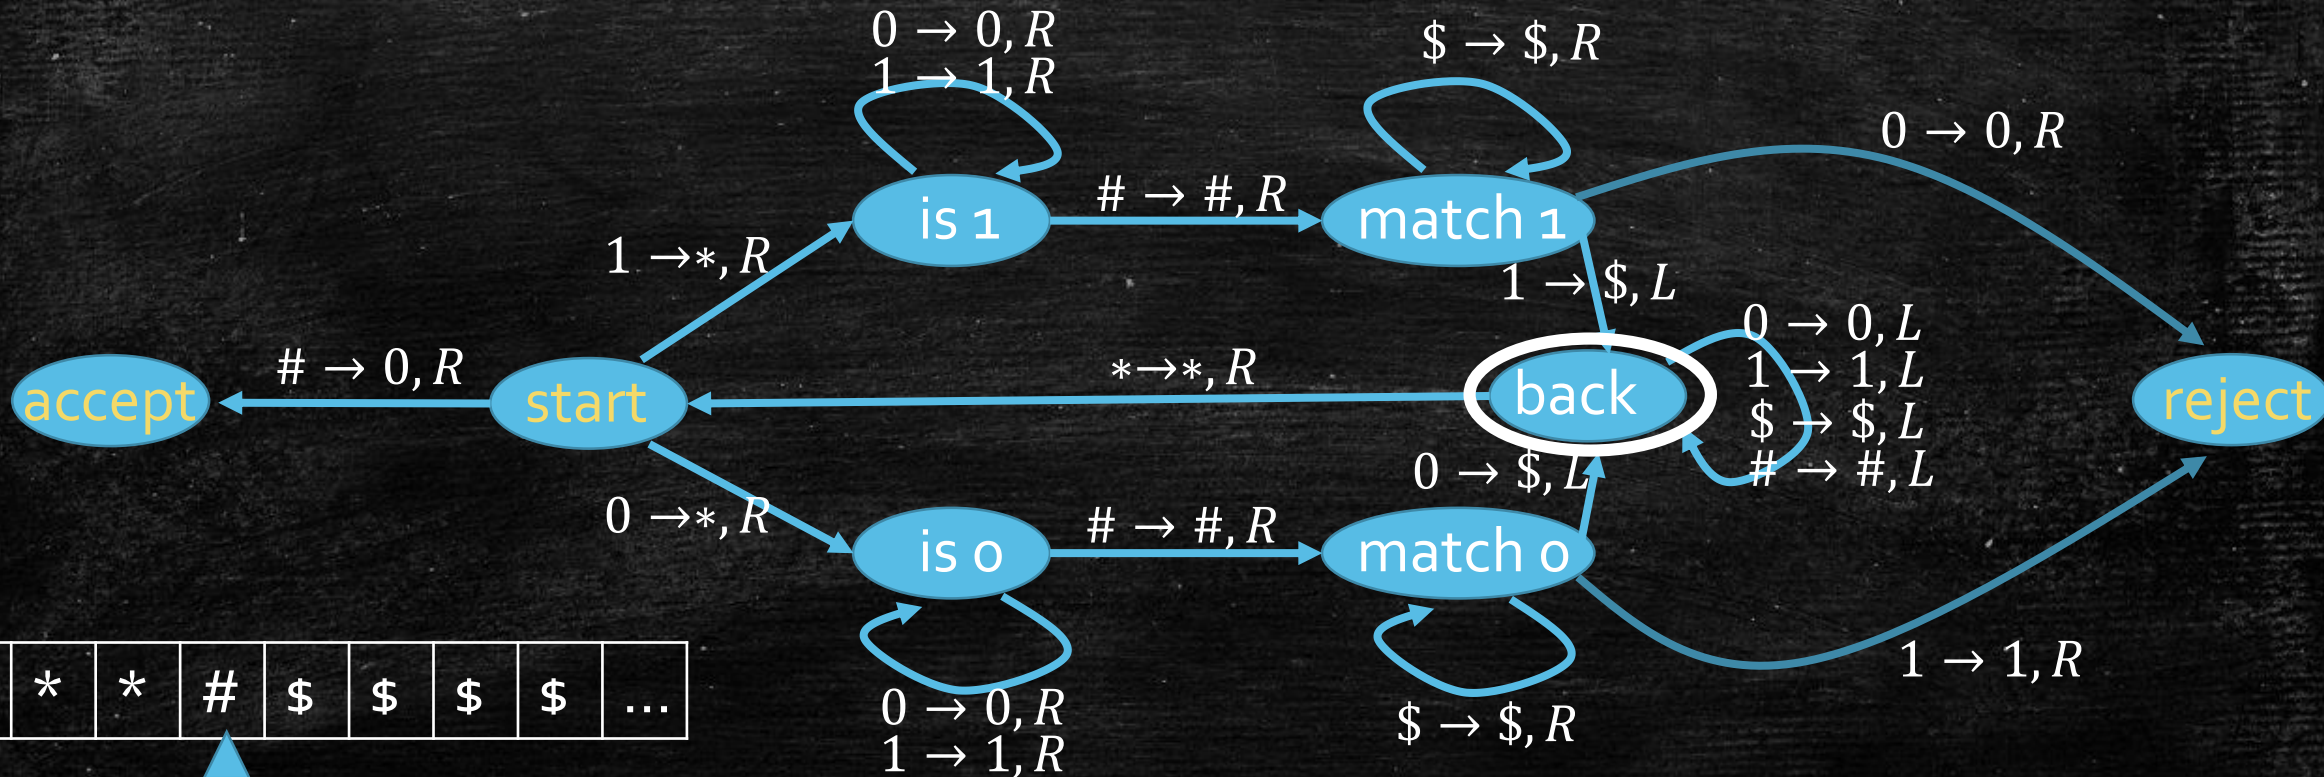 0 → 0, R
1 → 1, R
$ → $, R
0 → 0, R
is 1
# → #, R
match 1
1 →*, R
1 → $, L
0 → 0, L
1 → 1, L
$ → $, L
# → #, L
accept
# → 0, R
start
*→*, R
back
reject
0 → $, L
0 →*, R
is 0
# → #, R
match 0
1 → 1, R
* * # $ $ $ $ ...
0 → 0, R
1 → 1, R
$ → $, R